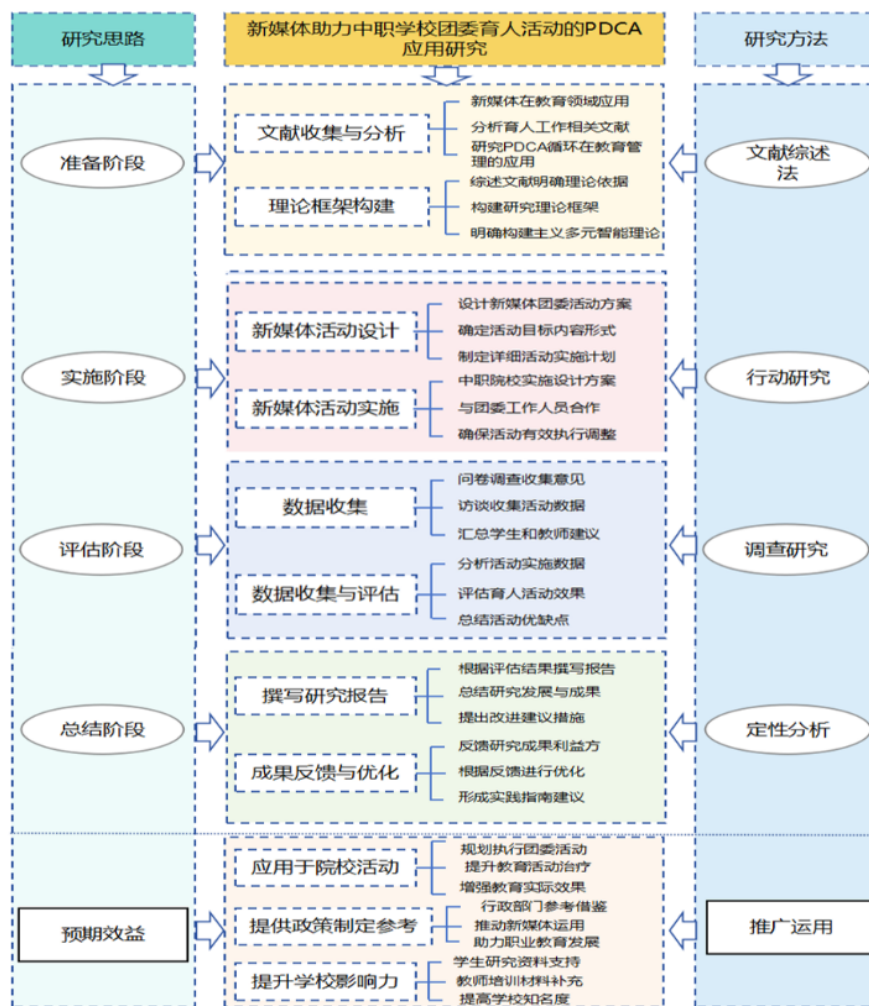 研究思路
新媒体助力中职学校团委育人活动的PDCA
应用研究
研究方法
准备阶段
文献收集与分析
新媒体在教育领域应用
分析育人工作相关文献
研究PDCA循环在教育管
理的应用
理论框架构建
综述文献明确理论依据
构建研究理论框架
明确构建主义多元智能理论
文献综述
法
实施阶段
新媒体活动设计
设计新媒体团委活动方案
确定活动目标内容形式
制定详细活动实施计划
新媒体活动实施
中职院校实施设计方案
与团委工作人员合作
确保活动有效执行调整
行动研究
评估阶段
数据收集
问卷调查收集意见
访谈收集活动数据
汇总学生和教师建议
数据收集与评估
分析活动实施数据
评估育人活动效果
总结活动优缺点
调查研究
总结阶段
撰写研究报告
根据评估结果撰写报告
总结研究发展与成果
提出改进建议措施
成果反馈与优化
反馈研究成果利益方
根据反馈进行优化
形成实践指南建议
定性分析
预期效益
应用于院校活动
规划执行团委活动
提升教育活动治疗
增强教育实际效果
提供政策制定参考
行政部门参考借鉴
推动新媒体运用
助力职业教育发展
提升学校影响力
学生研究资料支持
教师培训材料补充
提高学校知名度
推广运用